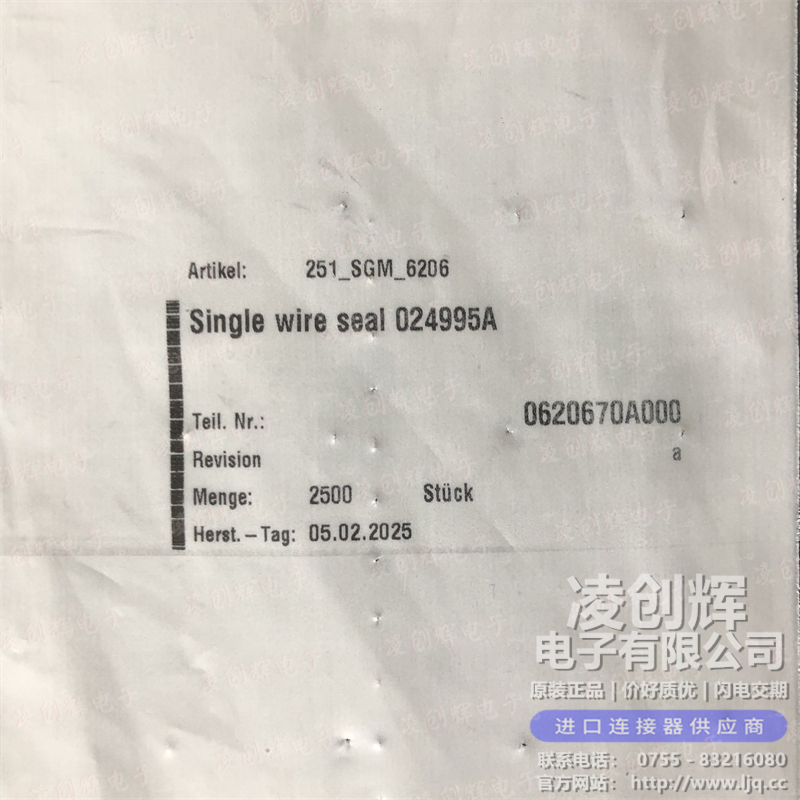 Artikel: 251_SGM_6206
Single wire seal 024995A
Teil. Nr.: 0620670A000
Revision a
Menge: 2500 Stück
Herst.-Tag: 05.02.2025
凌创辉
电子有限公司
原装正品 | 价好质优 | 闪电交期
进口连接器供应商
联系电话: 0755-83216080
官方网站: http://www.ljq.cc